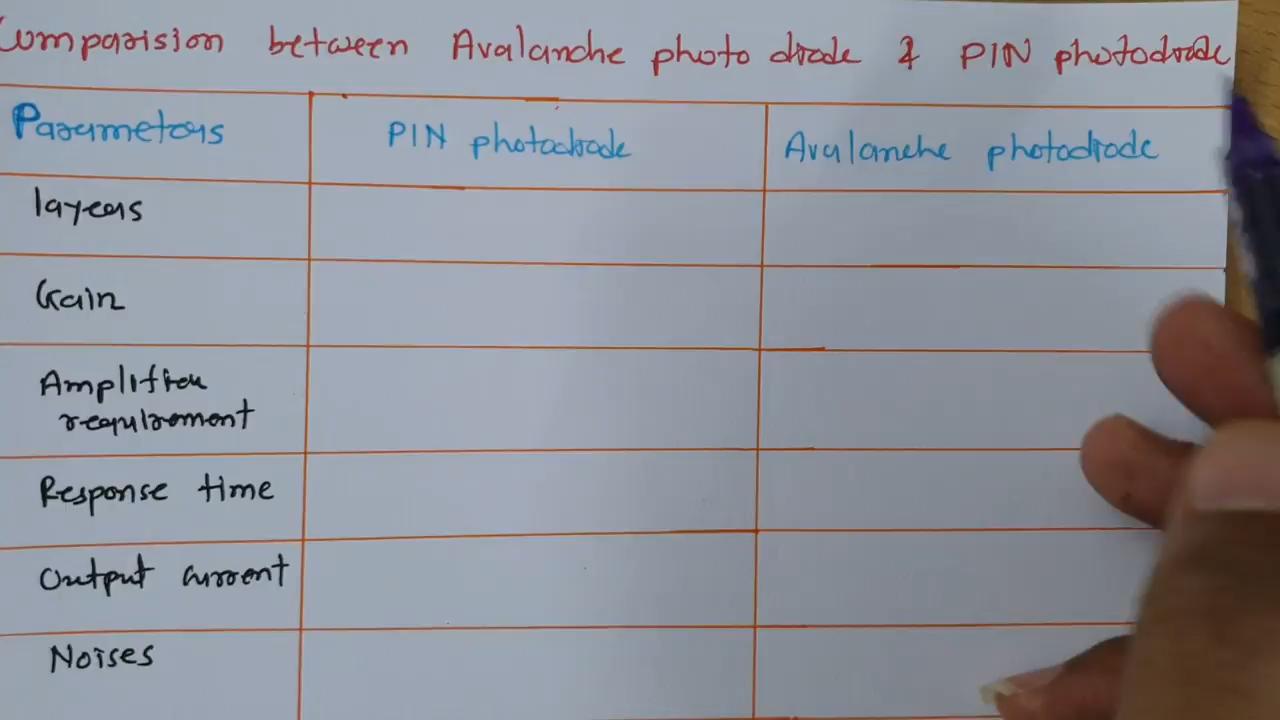 Comparision between Avalanche photo diode & PIN photodiode
Parameters PIN photodiode Avalanche photodiode
layers
Gain
Amplifier
requirement
Response time
Output current
Noises